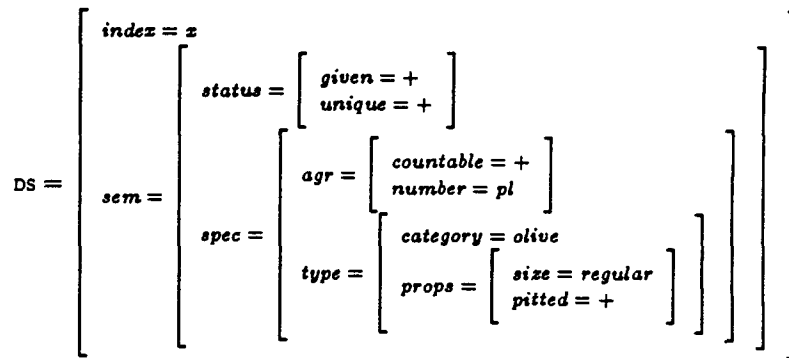 index = x
status = [ given = +
unique = + ]
agr = [ countable = +
number = pl ]
DS =
sem =
spec =
category = olive
type =
props = [ size = regular
pitted = + ]